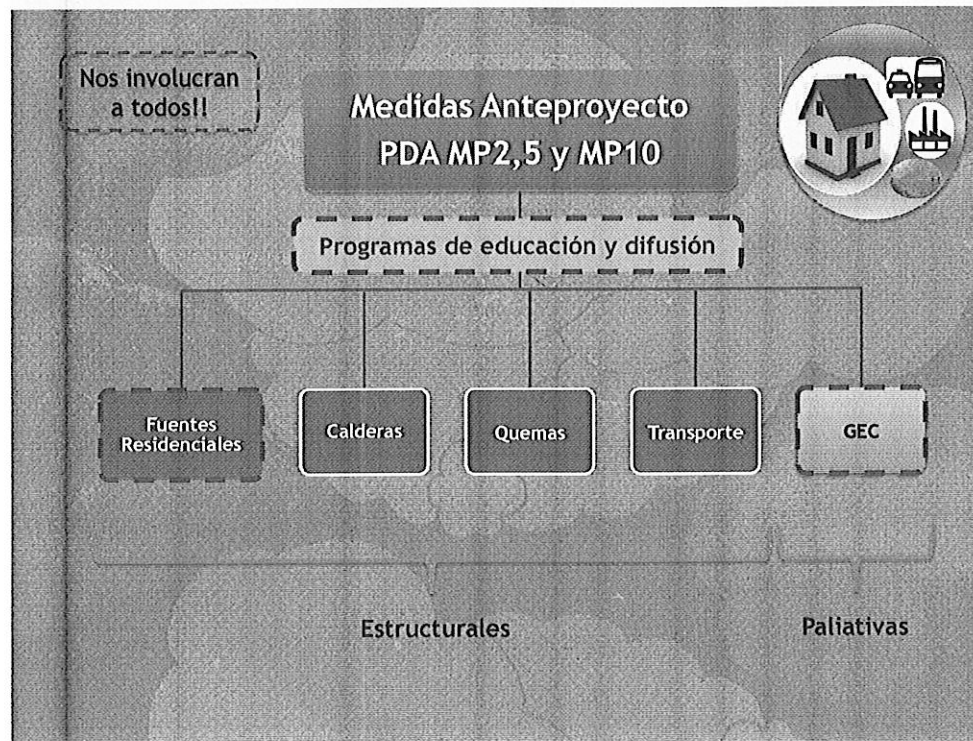 Nos involucran
a todos!!
Medidas Anteproyecto
PDA MP2,5 y MP10
Programas de educación y difusión
Fuentes
Residenciales
Calderas
Quemas
Transporte
GEC
Estructurales
Paliativas